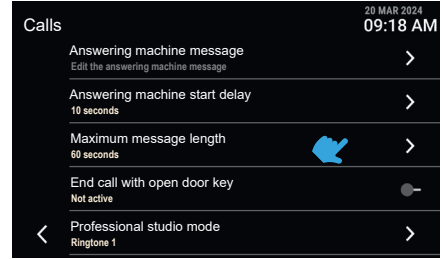 20 MAR 2024
Calls
09:18 AM
Answering machine message
Edit the answering machine message
Answering machine start delay
10 seconds
Maximum message length
60 seconds
End call with open door key
Not active
Professional studio mode
Ringtone 1